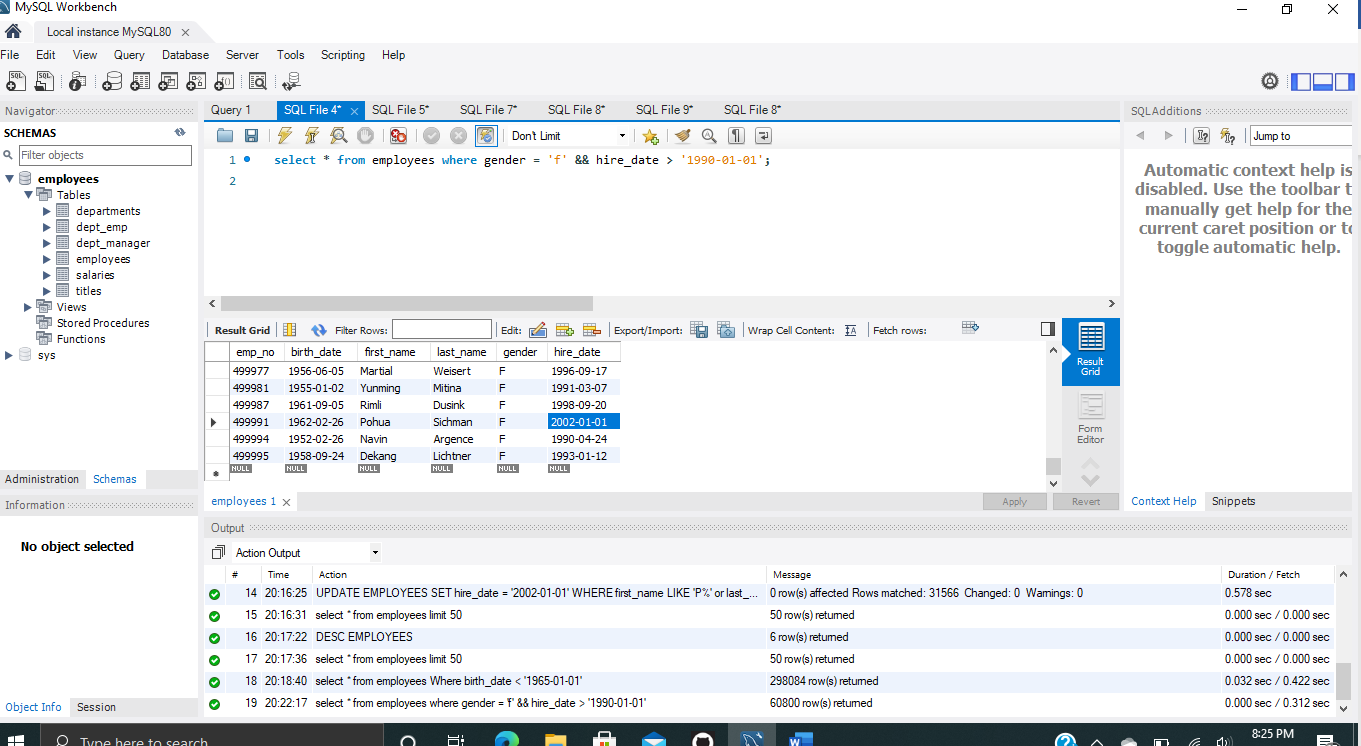 MySQL Workbench
Local instance MySQL80
File Edit View Query Database Server Tools Scripting Help
Navigator
SCHEMAS
Filter objects
employees
Tables
departments
dept_emp
dept_manager
employees
salaries
titles
Views
Stored Procedures
Functions
sys
Administration Schemas
Information
No object selected
Object Info Session
Query 1 SQL File 4* SQL File 5* SQL File 7* SQL File 8* SQL File 9* SQL File 8*
Don't Limit
1 select * from employees where gender = 'f' && hire_date > '1990-01-01';
2
Result Grid Filter Rows: Edit: Export/Import: Wrap Cell Content: Fetch rows:
emp_no birth_date first_name last_name gender hire_date
499977 1956-06-05 Martial Weisert F 1996-09-17
499981 1955-01-02 Yunming Mitina F 1991-03-07
499987 1961-09-05 Rimli Dusink F 1998-09-20
499991 1962-02-26 Pohua Sichman F 2002-01-01
499994 1952-02-26 Navin Argence F 1990-04-24
499995 1958-09-24 Dekang Lichtner F 1993-01-12
NULL NULL NULL NULL NULL NULL
Result
Grid
Form
Editor
employees 1 Apply Revert
SQLAdditions
Jump to
Automatic context help is
disabled. Use the toolbar t
manually get help for the
current caret position or to
toggle automatic help.
Context Help Snippets
Output
Action Output
# Time Action Message Duration / Fetch
14 20:16:25 UPDATE EMPLOYEES SET hire_date = '2002-01-01' WHERE first_name LIKE 'P%' or last_... 0 row(s) affected Rows matched: 31566 Changed: 0 Warnings: 0 0.578 sec
15 20:16:31 select * from employees limit 50 50 row(s) returned 0.000 sec / 0.000 sec
16 20:17:22 DESC EMPLOYEES 6 row(s) returned 0.000 sec / 0.000 sec
17 20:17:36 select * from employees limit 50 50 row(s) returned 0.000 sec / 0.000 sec
18 20:18:40 select * from employees Where birth_date < '1965-01-01' 298084 row(s) returned 0.032 sec / 0.422 sec
19 20:22:17 select * from employees where gender = 'f' && hire_date > '1990-01-01' 60800 row(s) returned 0.000 sec / 0.312 sec
Type here to search
8:25 PM